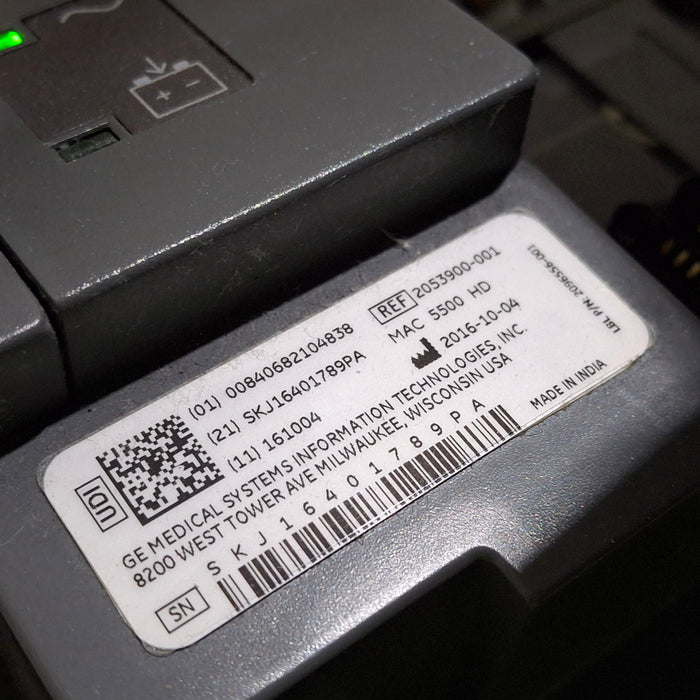 (01) 00840682104838
(21) SKJ16401789PA
(11) 161004
REF 2053900-001
MAC 5500 HD
2016-10-04
LBL P/N: 2096556-001
UDI
GE MEDICAL SYSTEMS INFORMATION TECHNOLOGIES, INC.
8200 WEST TOWER AVE MILWAUKEE, WISCONSIN USA
MADE IN INDIA
SKJ16401789PA
SN